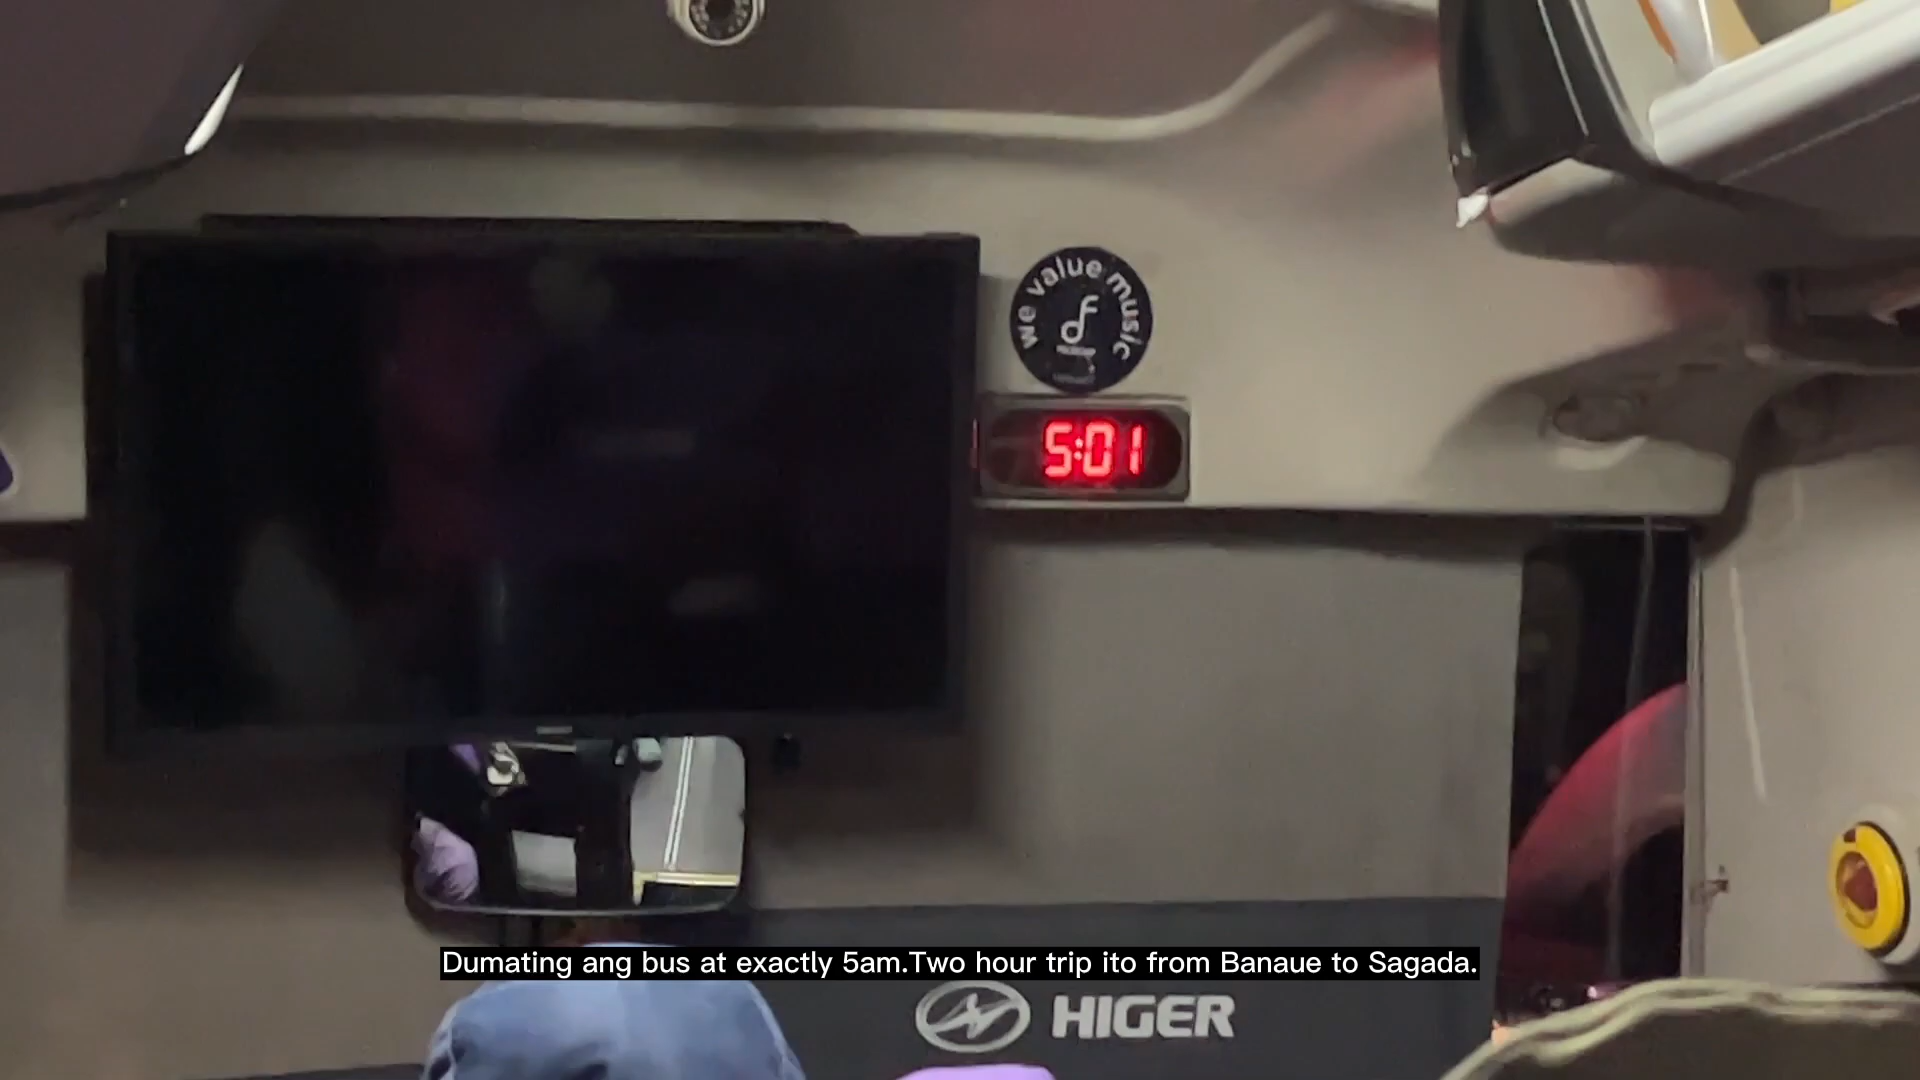 we value music
5:01
Dumating ang bus at exactly 5am.Two hour trip ito from Banaue to Sagada.
HIGER